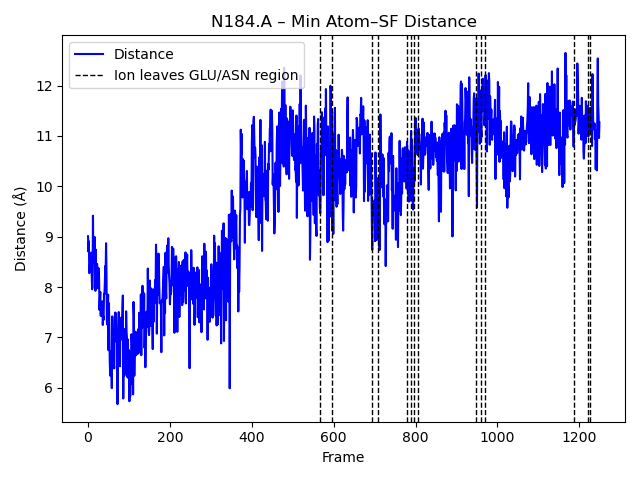 N184.A – Min Atom–SF Distance
Distance
Ion leaves GLU/ASN region
Distance (Å)
12
11
10
9
8
7
6
0 200 400 600 800 1000 1200
Frame